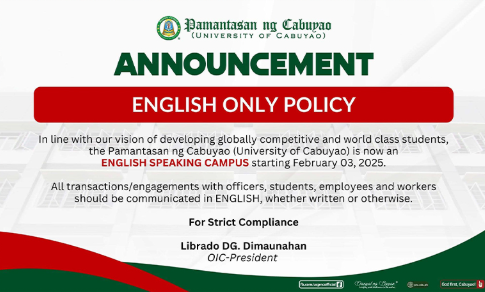 Pamantasan ng Cabuyao
(UNIVERSITY OF CABUYAO)
ANNOUNCEMENT
ENGLISH ONLY POLICY
In line with our vision of developing globally competitive and world class students,
the Pamantasan ng Cabuyao (University of Cabuyao) is now an
ENGLISH SPEAKING CAMPUS starting February 03, 2025.
All transactions/engagements with officers, students, employees and workers
should be communicated in ENGLISH, whether written or otherwise.
For Strict Compliance
Librado DG. Dimaunahan
OIC-President